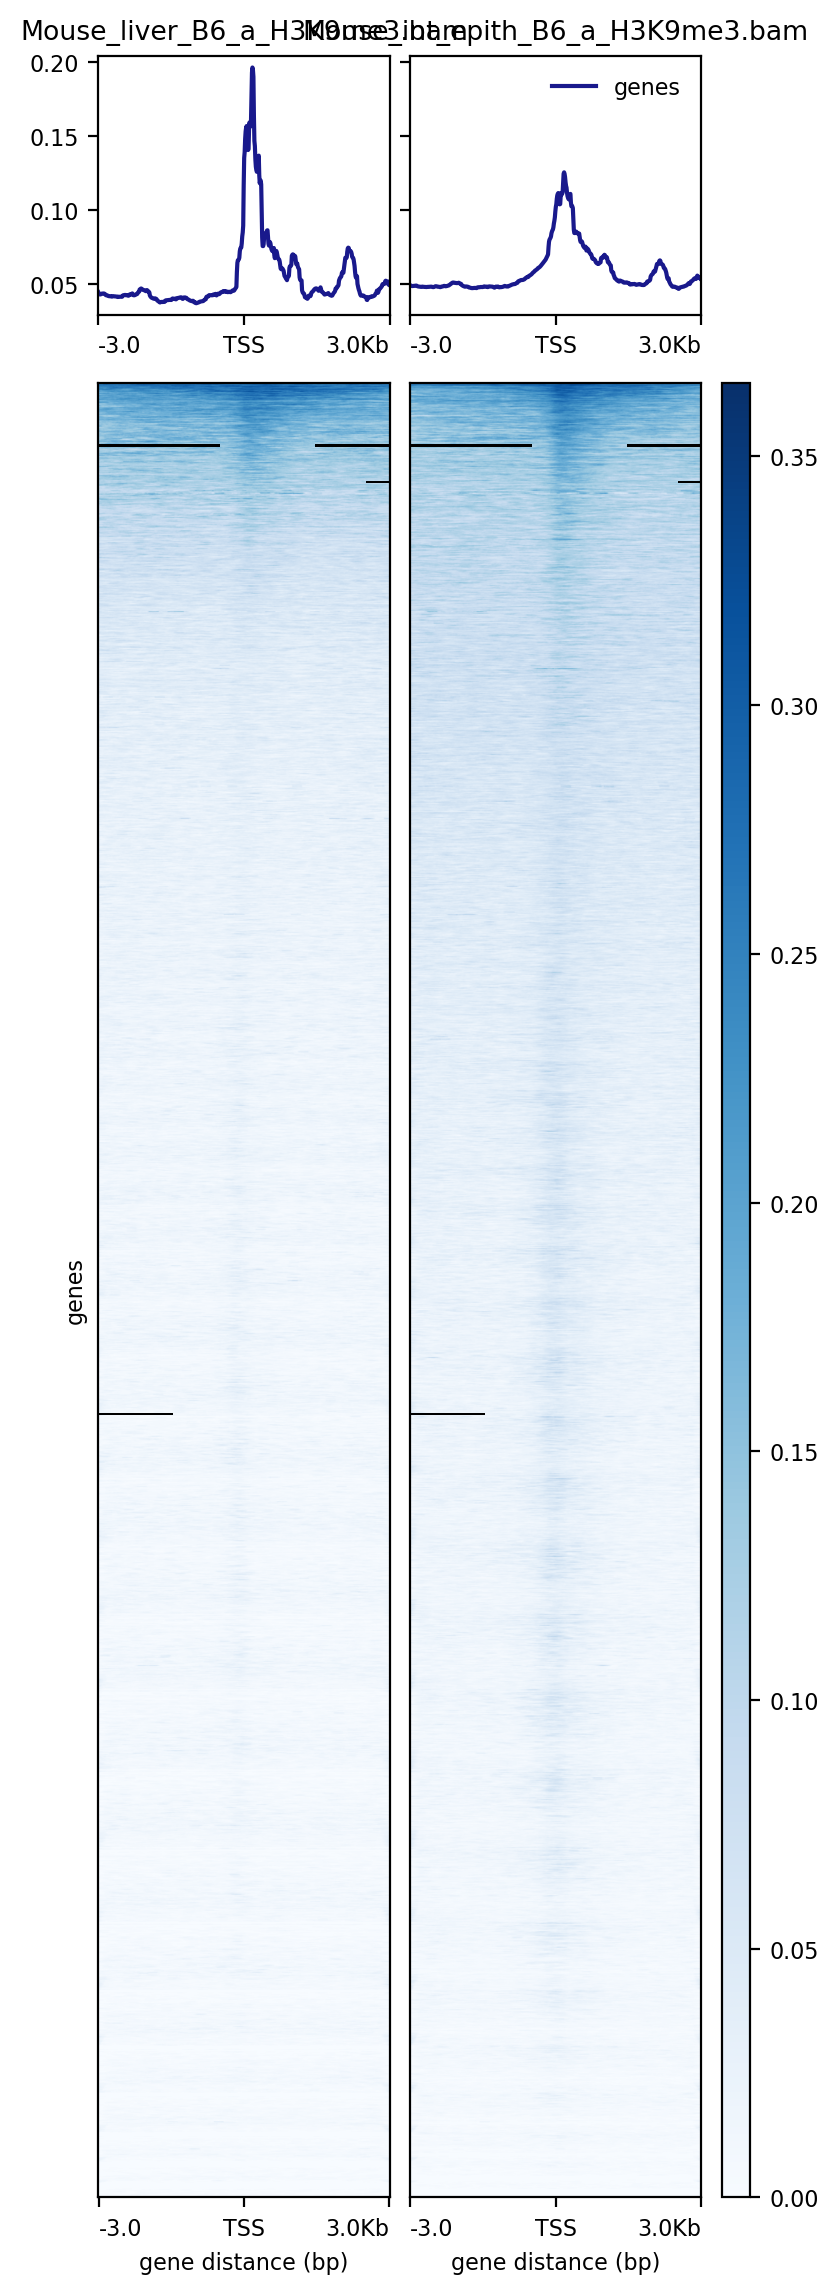 Mouse_liver_B6_a_H3K9me3.bam
Mouse_int_epith_B6_a_H3K9me3.bam
0.20
0.15
0.10
0.05
genes
-3.0 TSS 3.0Kb
-3.0 TSS 3.0Kb
genes
0.35
0.30
0.25
0.20
0.15
0.10
0.05
0.00
-3.0 TSS 3.0Kb
gene distance (bp)
-3.0 TSS 3.0Kb
gene distance (bp)